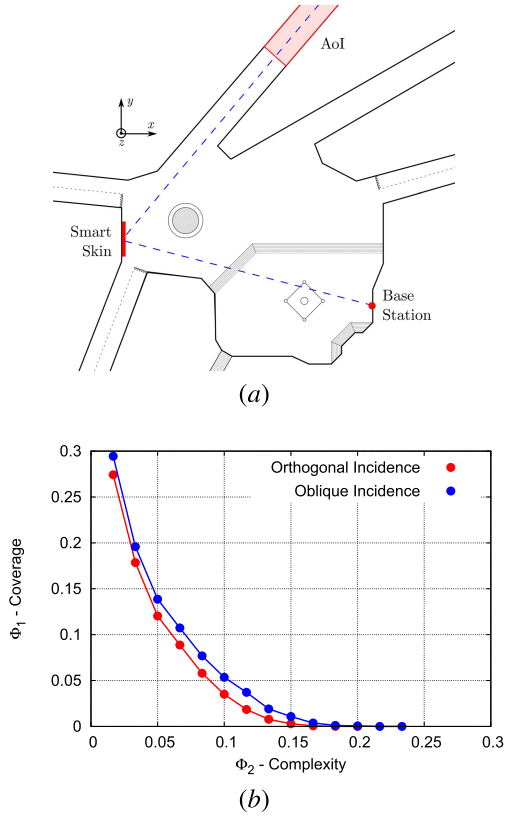 AoI
y
x
z
Smart
Skin
Base
Station
(a)
0.3
0.25
0.2
0.15
0.1
0.05
0
Φ1 - Coverage
Orthogonal Incidence
Oblique Incidence
0 0.05 0.1 0.15 0.2 0.25 0.3
Φ2 - Complexity
(b)